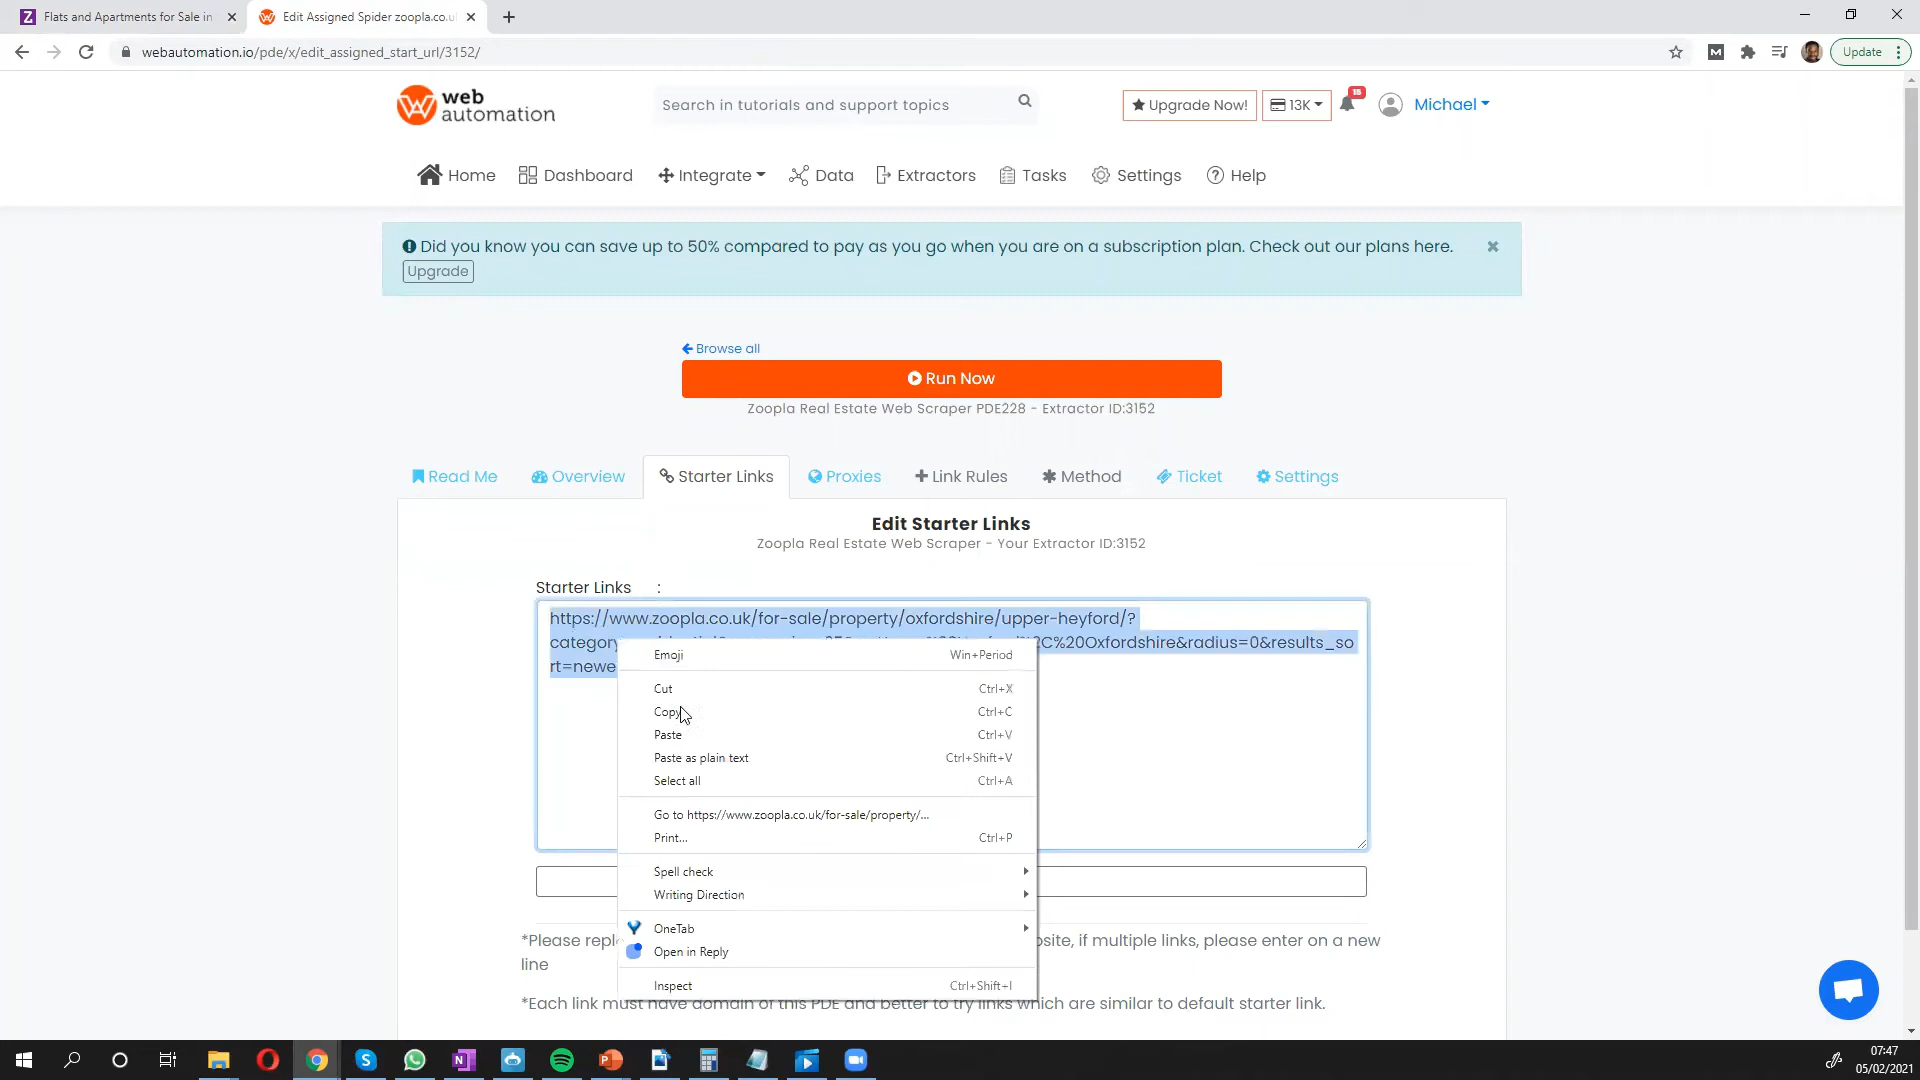 Flats and Apartments for Sale in
Edit Assigned Spider zoopla.co.u
webautomation.io/pde/x/edit_assigned_start_url/3152/
Update
web
automation
Search in tutorials and support topics
Upgrade Now!
13K
15
Michael
Home
Dashboard
Integrate
Data
Extractors
Tasks
Settings
Help
Did you know you can save up to 50% compared to pay as you go when you are on a subscription plan. Check out our plans here.
Upgrade
Browse all
Run Now
Zoopla Real Estate Web Scraper PDE228 - Extractor ID:3152
Read Me
Overview
Starter Links
Proxies
Link Rules
Method
Ticket
Settings
Edit Starter Links
Zoopla Real Estate Web Scraper - Your Extractor ID:3152
Starter Links :
https://www.zoopla.co.uk/for-sale/property/oxfordshire/upper-heyford/?
category C%20Oxfordshire&radius=0&results_so
rt=newe
Emoji Win+Period
Cut Ctrl+X
Copy Ctrl+C
Paste Ctrl+V
Paste as plain text Ctrl+Shift+V
Select all Ctrl+A
Go to https://www.zoopla.co.uk/for-sale/property/...
Print... Ctrl+P
Spell check
Writing Direction
OneTab
Open in Reply
Inspect Ctrl+Shift+I
*Please repl site, if multiple links, please enter on a new
line
*Each link must have domain of this PDE and better to try links which are similar to default starter link.
07:47
05/02/2021